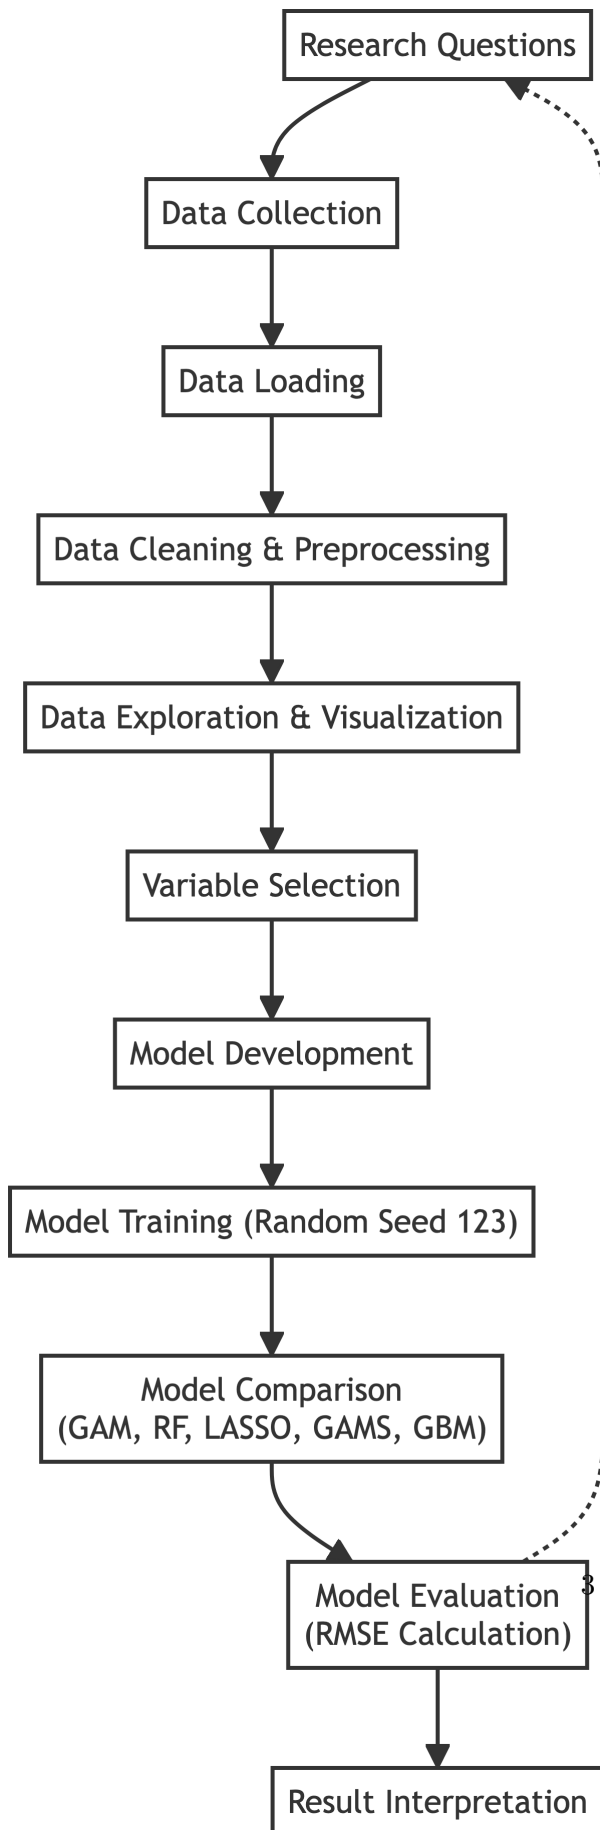 Research Questions
Data Collection
Data Loading
Data Cleaning & Preprocessing
Data Exploration & Visualization
Variable Selection
Model Development
Model Training (Random Seed 123)
Model Comparison
(GAM, RF, LASSO, GAMS, GBM)
Model Evaluation
(RMSE Calculation)
3
Result Interpretation